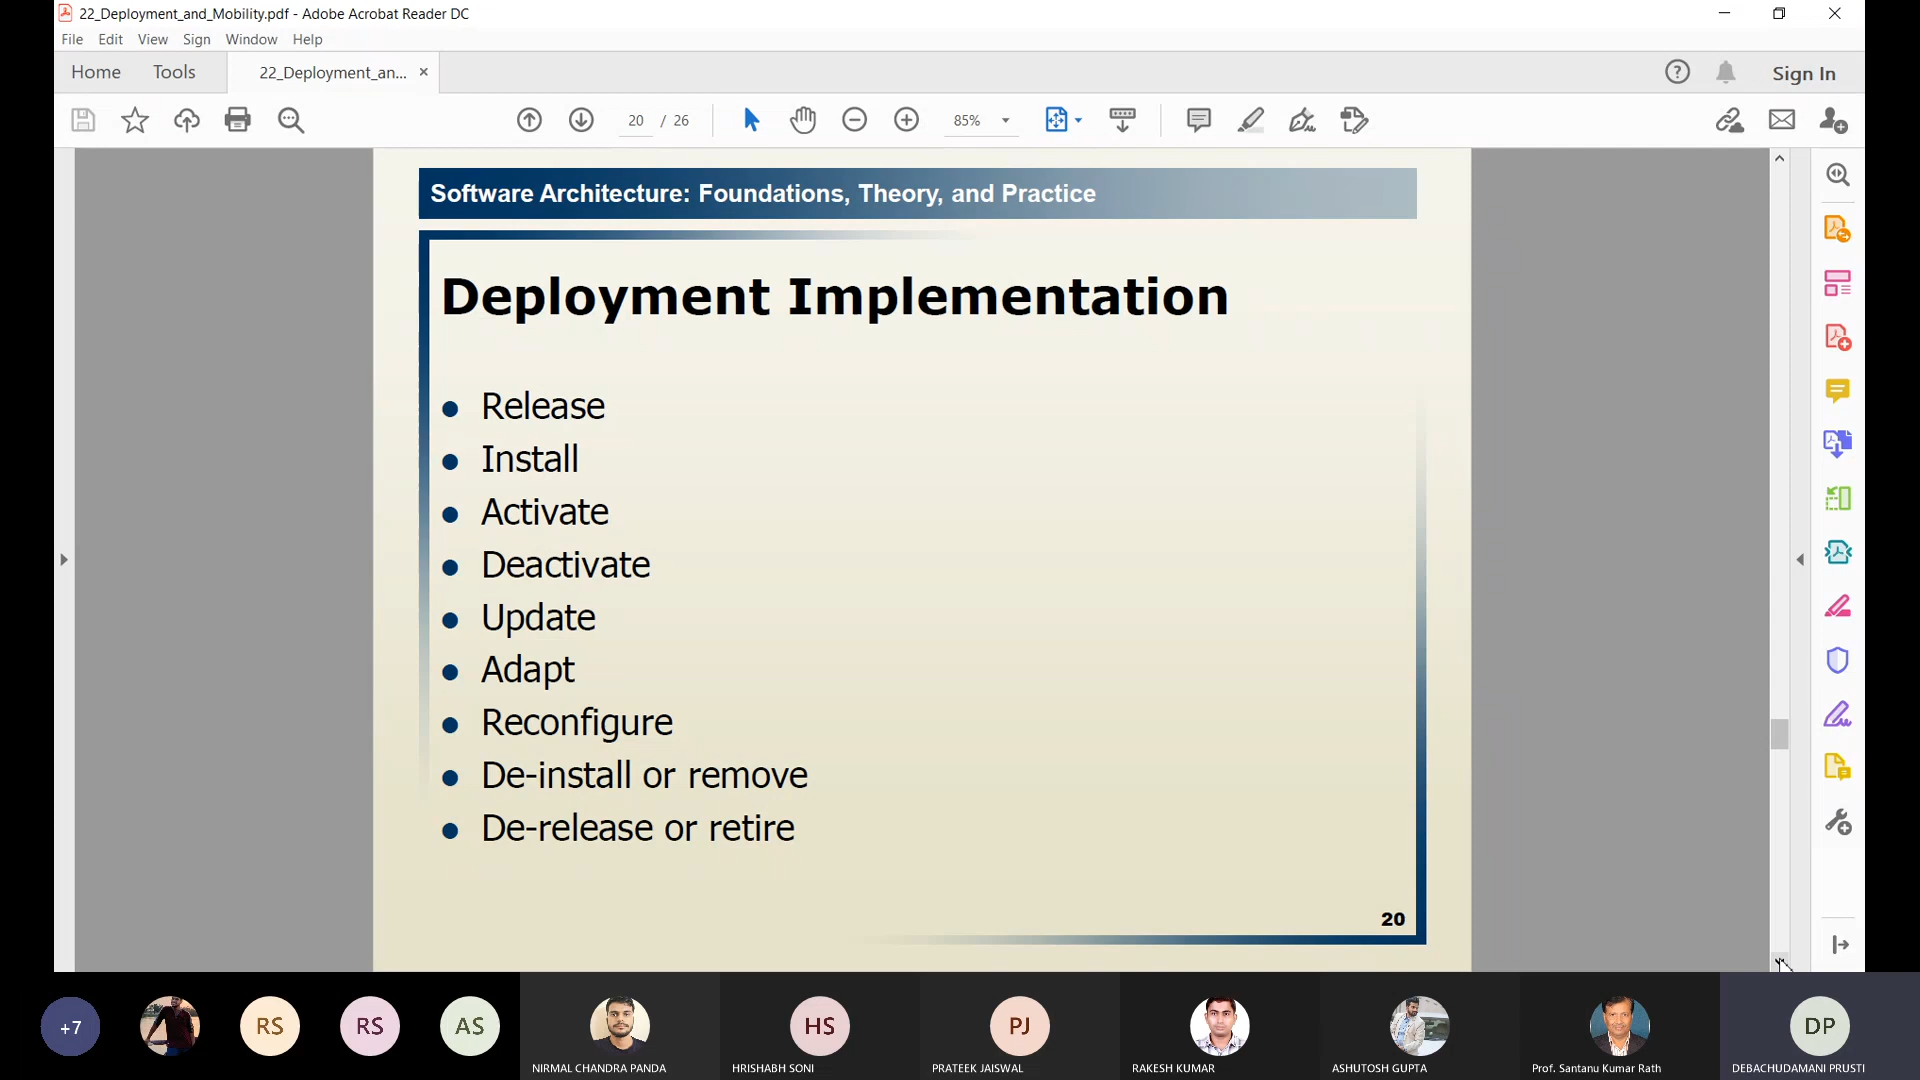 22_Deployment_and_Mobility.pdf - Adobe Acrobat Reader DC
File Edit View Sign Window Help
Home Tools 22_Deployment_an... Sign In
20 / 26 85%
Software Architecture: Foundations, Theory, and Practice
Deployment Implementation
● Release
● Install
● Activate
● Deactivate
● Update
● Adapt
● Reconfigure
● De-install or remove
● De-release or retire
20
+7 RS RS AS HS PJ DP
NIRMAL CHANDRA PANDA HRISHABH SONI PRATEEK JAISWAL RAKESH KUMAR ASHUTOSH GUPTA Prof. Santanu Kumar Rath DEBACHUDAMANI PRUSTI